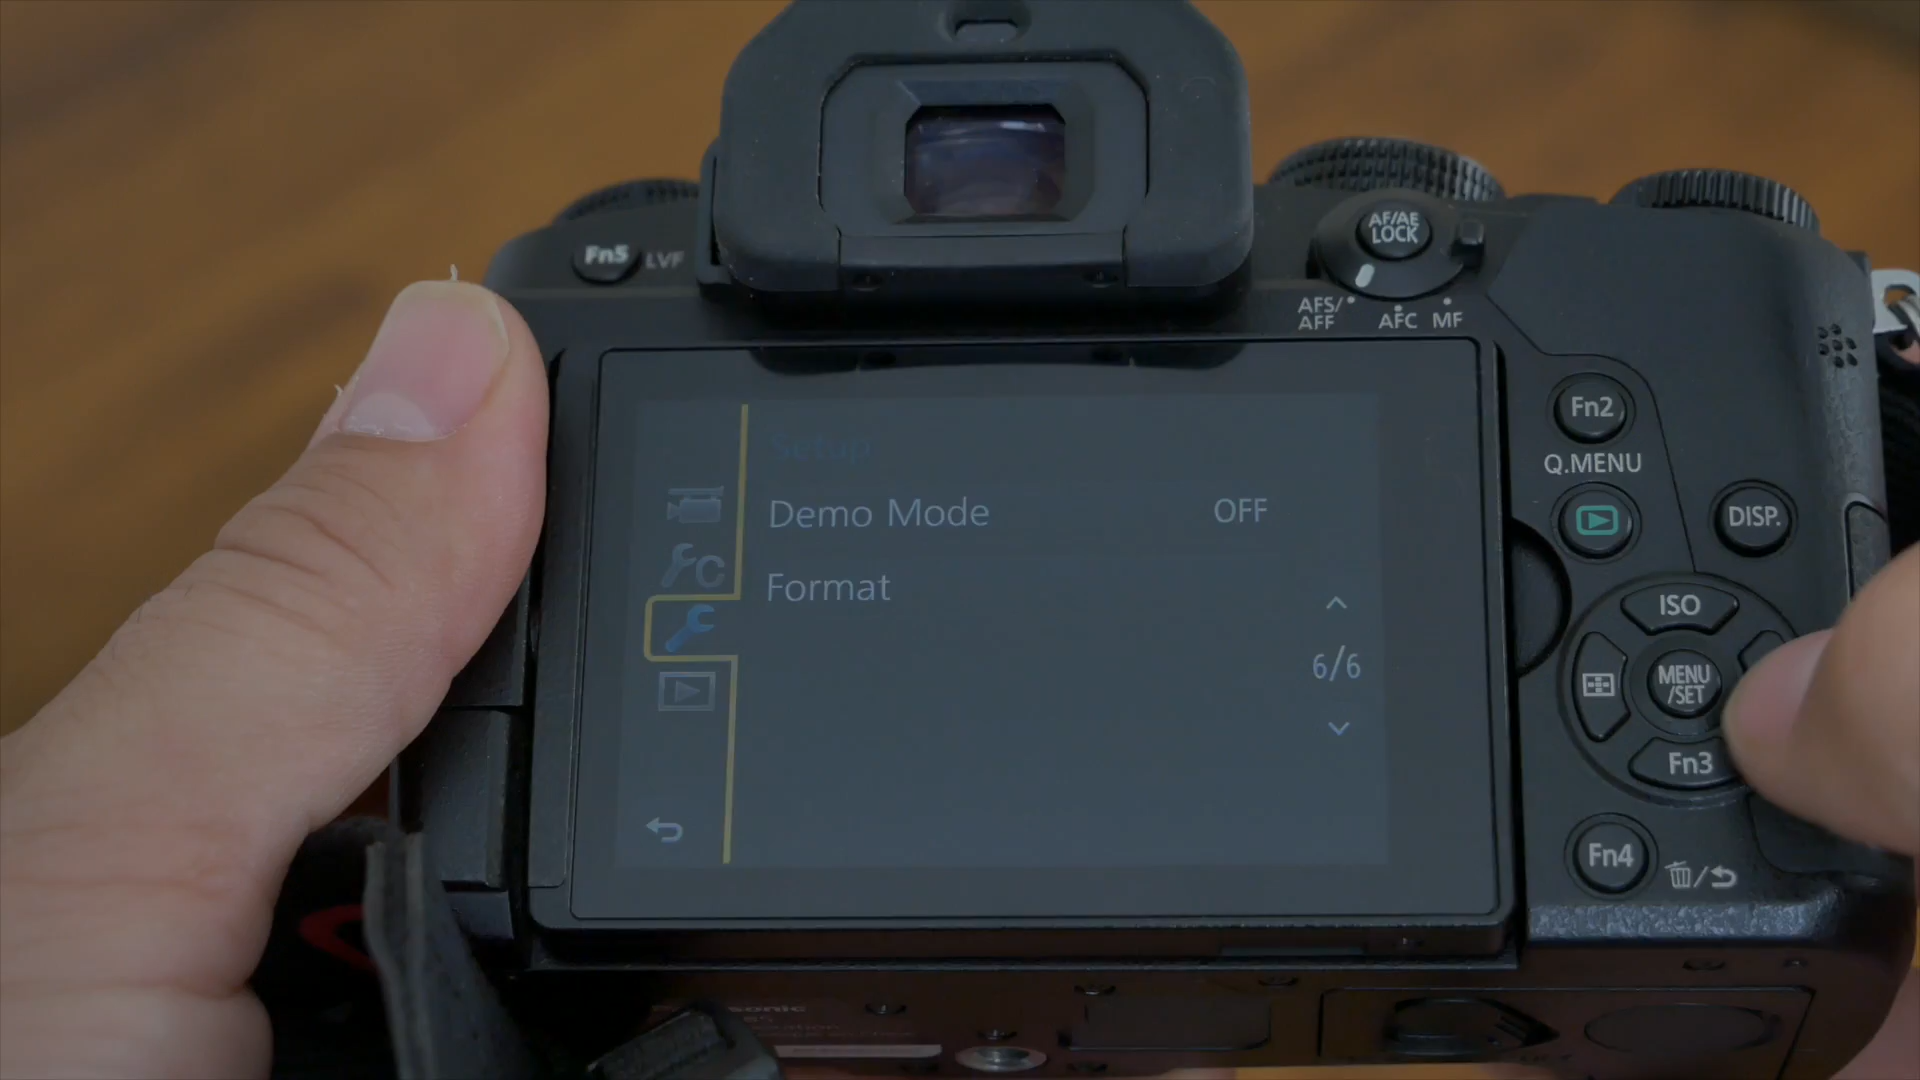 Fn5 LVF
AF/AE
LOCK
AFS/
AFF
AFC MF
Fn2
Q.MENU
DISP.
Setup
Demo Mode OFF
Format
6/6
ISO
MENU
/SET
Fn3
Fn4